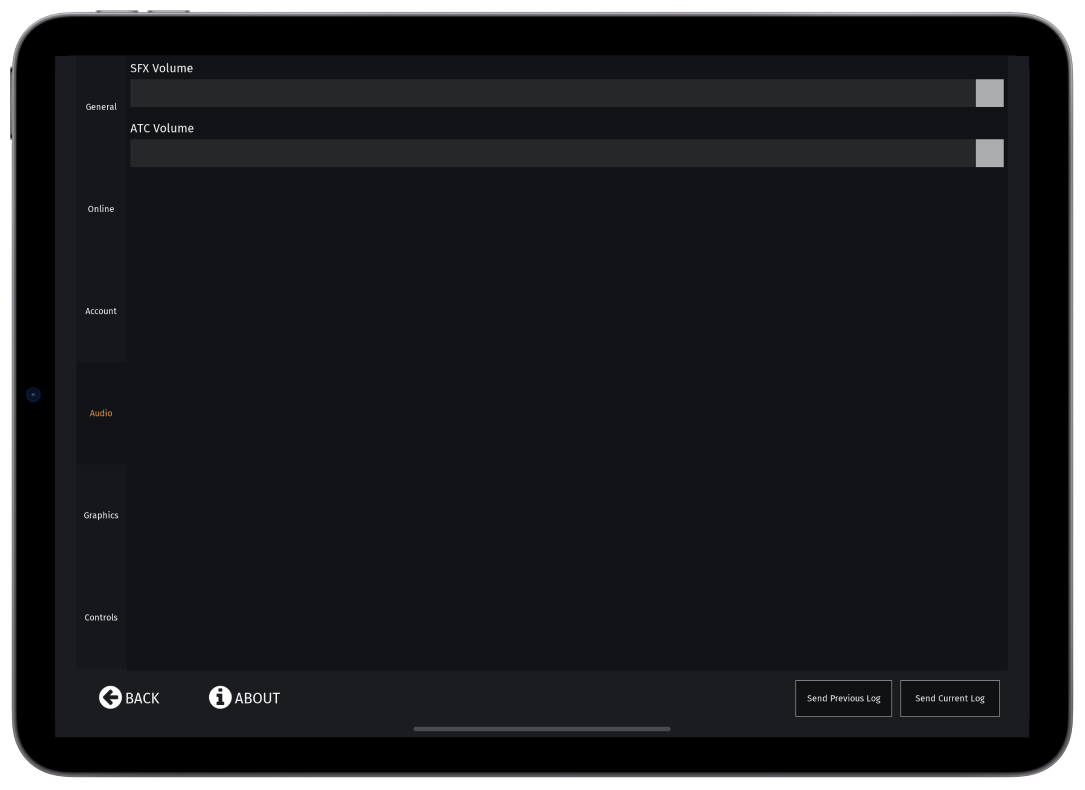 SFX Volume
General
ATC Volume
Online
Account
Audio
Graphics
Controls
BACK
ABOUT
Send Previous Log
Send Current Log